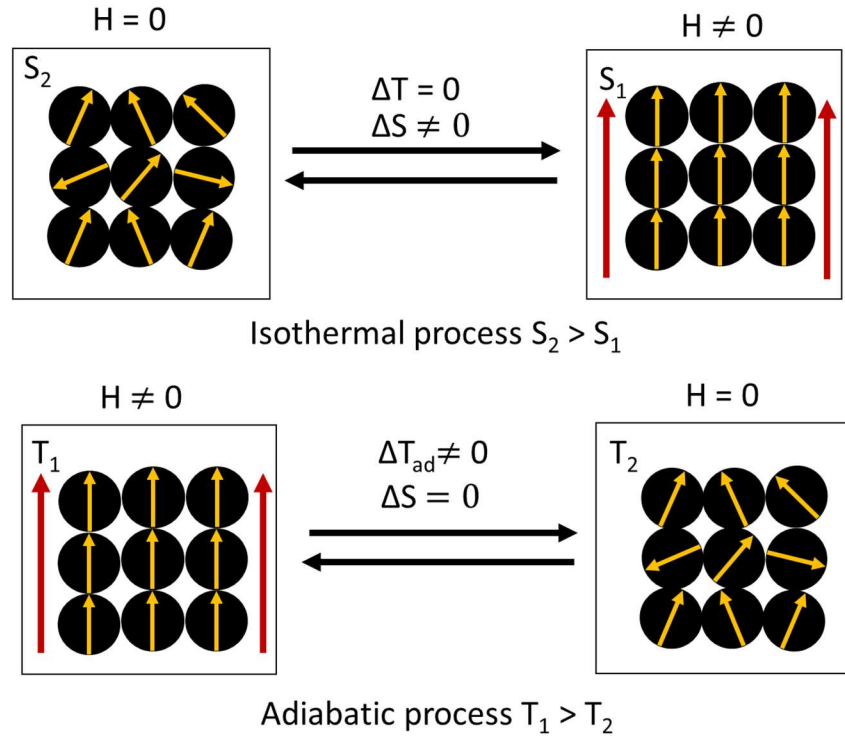 H = 0
H ≠ 0
S₂
ΔT = 0
ΔS ≠ 0
S₁
Isothermal process S₂ > S₁
H ≠ 0
H = 0
T₁
ΔT_ad ≠ 0
ΔS = 0
T₂
Adiabatic process T₁ > T₂